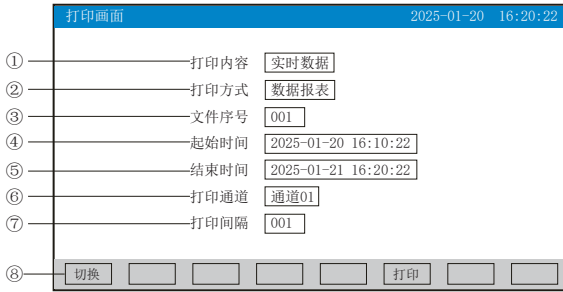 打印画面 2025-01-20 16:20:22
① 打印内容 实时数据
② 打印方式 数据报表
③ 文件序号 001
④ 起始时间 2025-01-20 16:10:22
⑤ 结束时间 2025-01-21 16:20:22
⑥ 打印通道 通道01
⑦ 打印间隔 001
⑧ 切换 打印